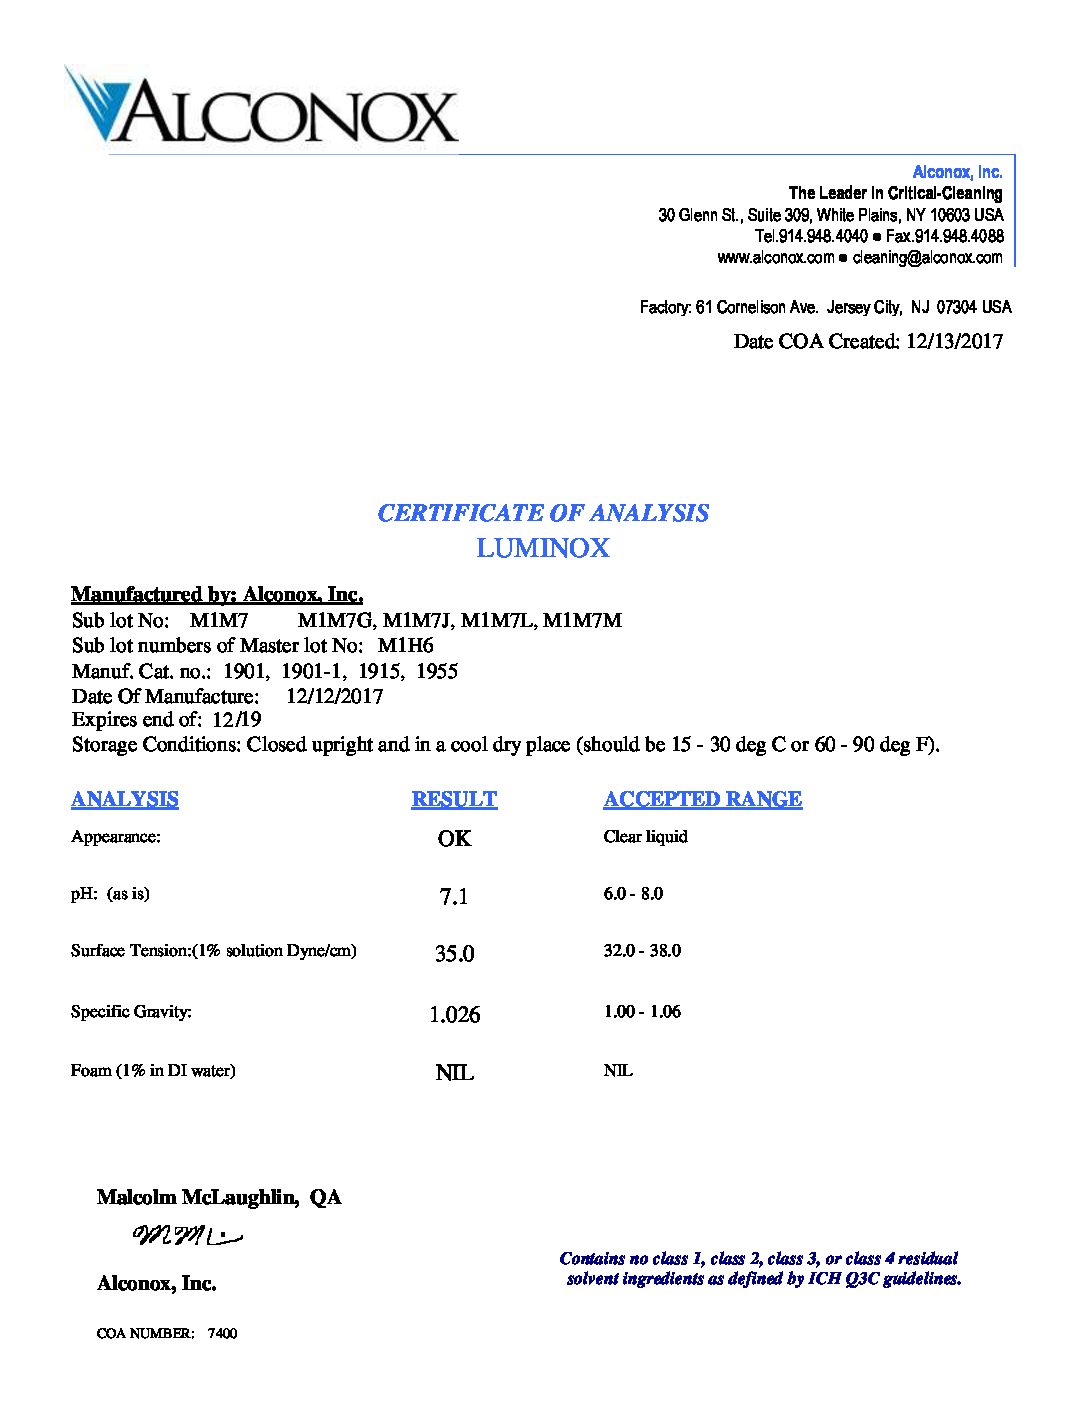 ALCONOX
Alconox, Inc.
The Leader in Critical-Cleaning
30 Glenn St., Suite 309, White Plains, NY 10603 USA
Tel.914.948.4040 ● Fax.914.948.4088
www.alconox.com ● cleaning@alconox.com
Factory: 61 Cornelison Ave. Jersey City, NJ 07304 USA
Date COA Created: 12/13/2017
CERTIFICATE OF ANALYSIS
LUMINOX
Manufactured by: Alconox, Inc.
Sub lot No: M1M7 M1M7G, M1M7J, M1M7L, M1M7M
Sub lot numbers of Master lot No: M1H6
Manuf. Cat. no.: 1901, 1901-1, 1915, 1955
Date Of Manufacture: 12/12/2017
Expires end of: 12/19
Storage Conditions: Closed upright and in a cool dry place (should be 15 - 30 deg C or 60 - 90 deg F).
ANALYSIS RESULT ACCEPTED RANGE
Appearance: OK Clear liquid
pH: (as is) 7.1 6.0 - 8.0
Surface Tension:(1% solution Dyne/cm) 35.0 32.0 - 38.0
Specific Gravity: 1.026 1.00 - 1.06
Foam (1% in DI water) NIL NIL
Malcolm McLaughlin, QA
Alconox, Inc.
Contains no class 1, class 2, class 3, or class 4 residual
solvent ingredients as defined by ICH Q3C guidelines.
COA NUMBER: 7400